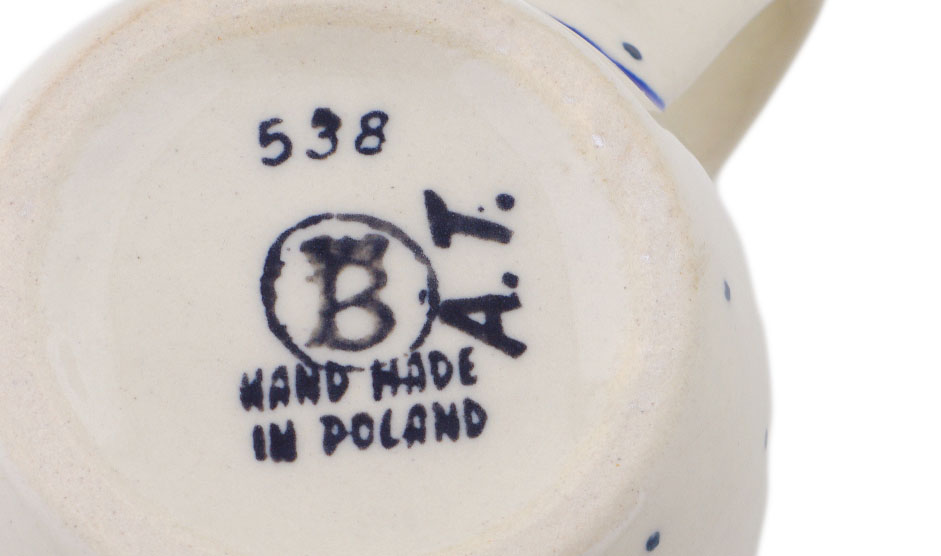 538
B
A.T.
HAND MADE
IN POLAND